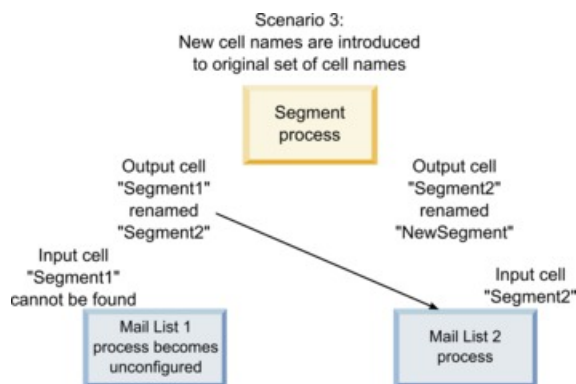 Scenario 3:
New cell names are introduced
to original set of cell names
Segment
process
Output cell
"Segment1"
renamed
"Segment2"
Output cell
"Segment2"
renamed
"NewSegment"
Input cell
"Segment1"
cannot be found
Input cell
"Segment2"
Mail List 1
process becomes
unconfigured
Mail List 2
process